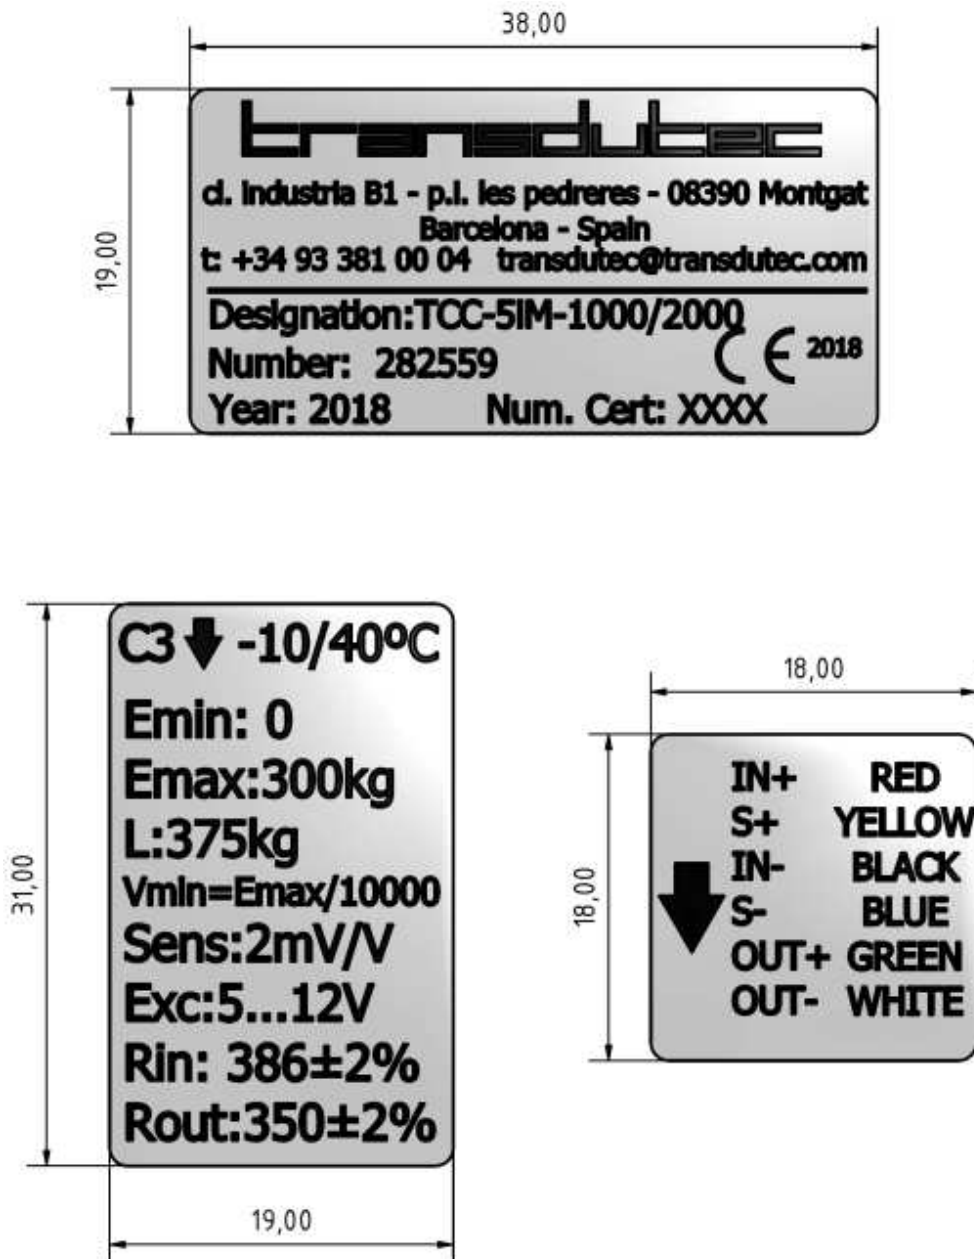 38,00
19,00
transdutec
cl. industria B1 - p.i. les pedreres - 08390 Montgat
Barcelona - Spain
t: +34 93 381 00 04 transdutec@transdutec.com
Designation:TCC-5IM-1000/2000
Number: 282559
CE 2018
Year: 2018 Num. Cert: XXXX
31,00
C3 -10/40ºC
Emin: 0
Emax:300kg
L:375kg
Vmin=Emax/10000
Sens:2mV/V
Exc:5...12V
Rin: 386±2%
Rout:350±2%
19,00
18,00
18,00
IN+ RED
S+ YELLOW
IN- BLACK
S- BLUE
OUT+ GREEN
OUT- WHITE